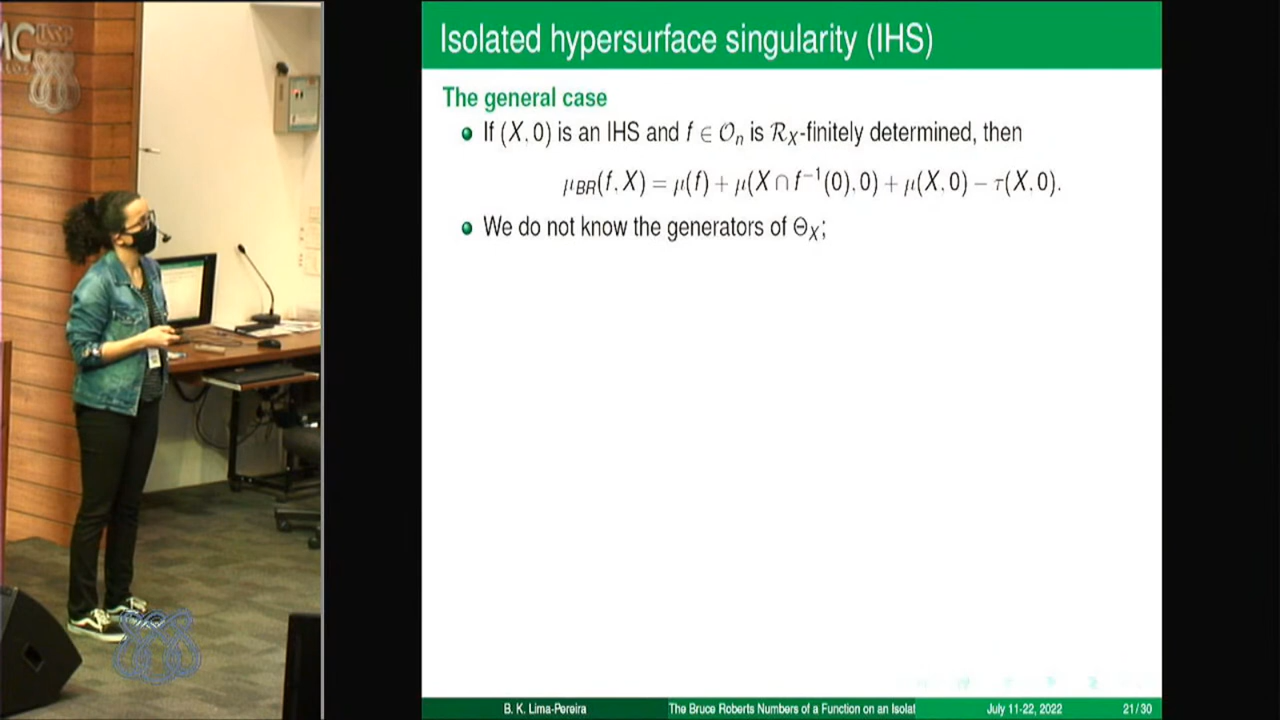 Isolated hypersurface singularity (IHS)
The general case
If (X, 0) is an IHS and f ∈ 𝒪ₙ is ℛ_X-finitely determined, then
μ_BR(f, X) = μ(f) + μ(X ∩ f⁻¹(0), 0) + μ(X, 0) − τ(X, 0).
We do not know the generators of Θ_X;
B. K. Lima-Pereira
The Bruce Roberts Numbers of a Function on an Isolat
July 11-22, 2022
21/30